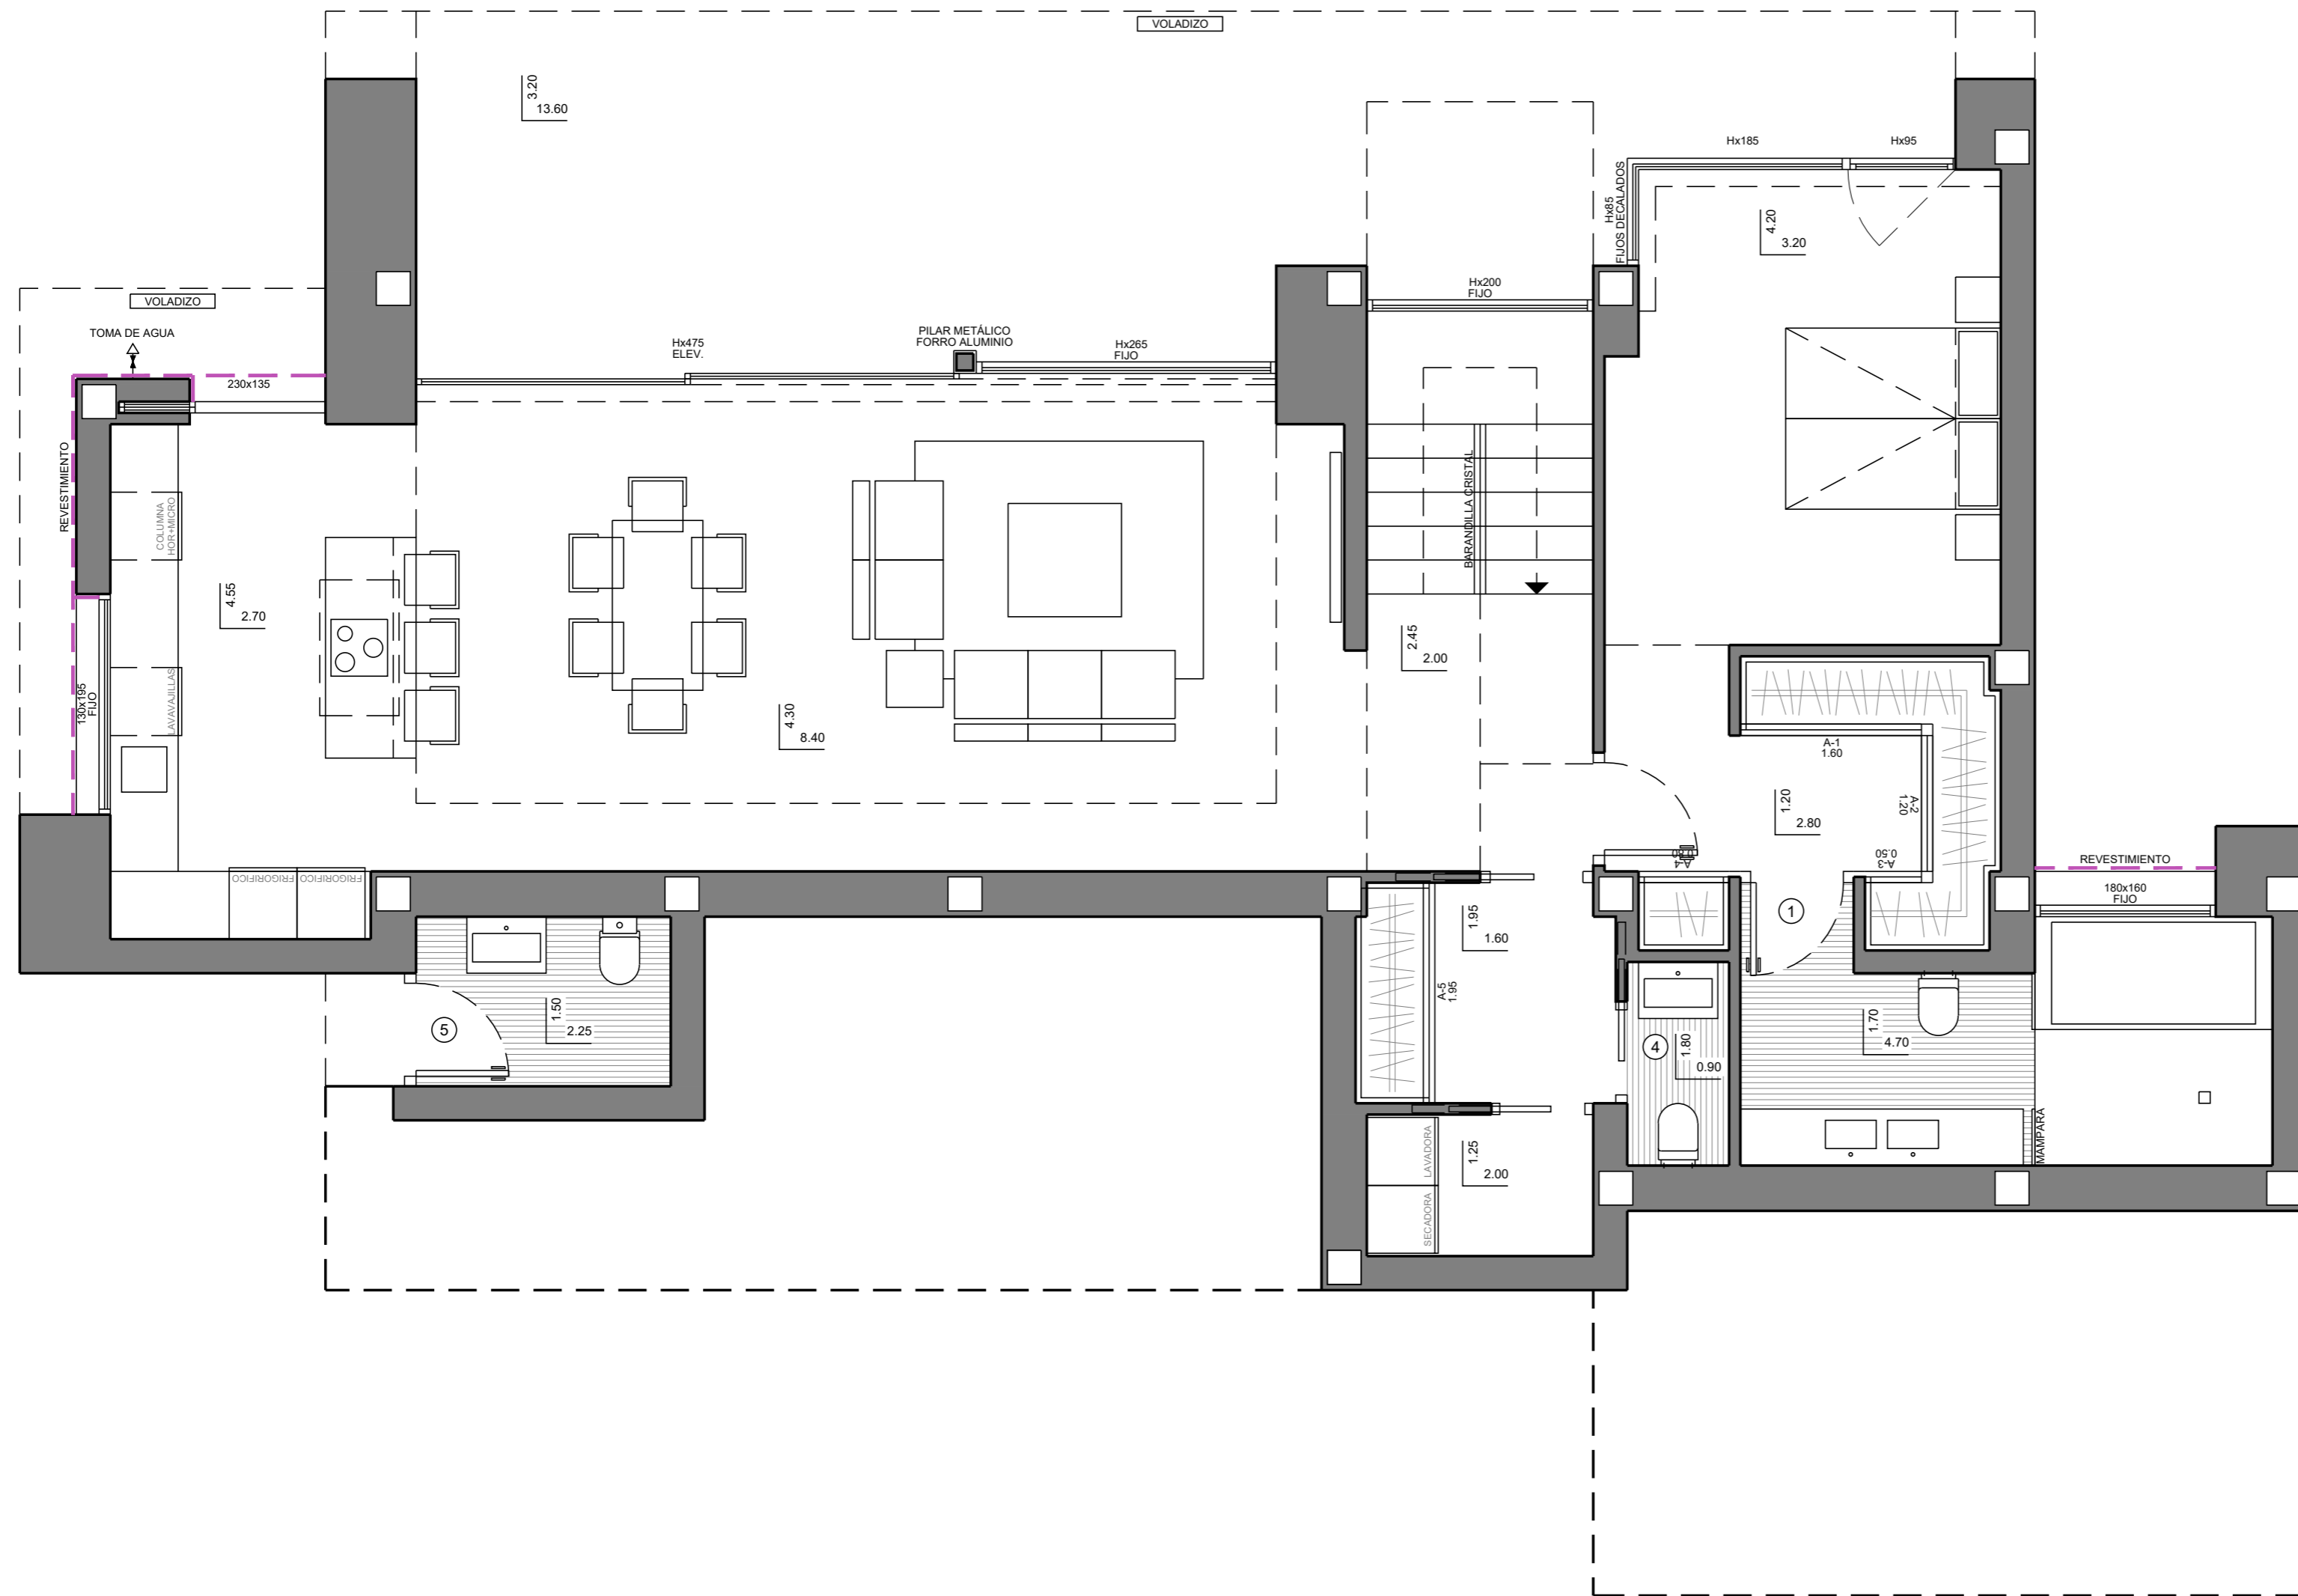 VOLADIZO
3.20
13.60
Hx185
Hx95
Hx85
FIJOS DECALADOS
4.20
3.20
VOLADIZO
Hx200
FIJO
TOMA DE AGUA
PILAR METÁLICO
FORRO ALUMINIO
Hx475
ELEV.
Hx265
FIJO
230x135
REVESTIMIENTO
COLUMNA
HOR+MICRO
BARANDILLA CRISTAL
4.55
2.70
2.45
2.00
130x195
FIJO
LAVAVAJILLAS
4.30
8.40
A-1
1.60
A-2
1.20
1.20
2.80
A-4
0.80
A-3
0.50
REVESTIMIENTO
180x160
FIJO
FRIGORIFICO
FRIGORIFICO
1
1.95
1.60
A-5
1.95
5
1.50
2.25
4
1.80
0.90
1.70
4.70
MAMPARA
LAVADORA
1.25
2.00
SECADORA